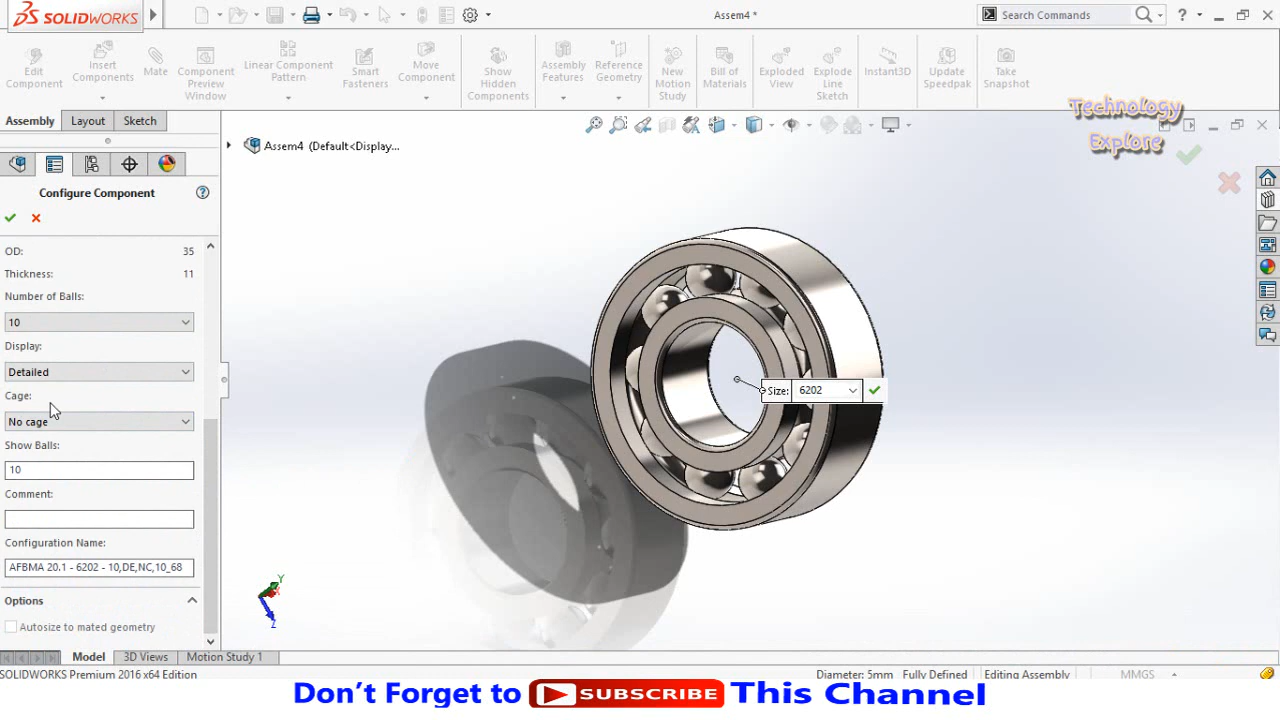 SOLIDWORKS
Assem4 *
Search Commands
?
Edit
Component
Insert
Components
Mate
Component
Preview
Window
Linear Component
Pattern
Smart
Fasteners
Move
Component
Show
Hidden
Components
Assembly
Features
Reference
Geometry
New
Motion
Study
Bill of
Materials
Exploded
View
Explode
Line
Sketch
Instant3D
Update
Speedpak
Take
Snapshot
Technology
Explore
Assembly
Layout
Sketch
Assem4 (Default<Display...
Configure Component
?
OD: 35
Thickness: 11
Number of Balls:
10
Display:
Detailed
Cage:
No cage
Show Balls:
10
Comment:
Configuration Name:
AFBMA 20.1 - 6202 - 10,DE,NC,10_68
Options
Autosize to mated geometry
Size: 6202
Y
Z
Model
3D Views
Motion Study 1
SOLIDWORKS Premium 2016 x64 Edition
Diameter: 5mm
Fully Defined
Editing Assembly
MMGS
Don't Forget to SUBSCRIBE This Channel